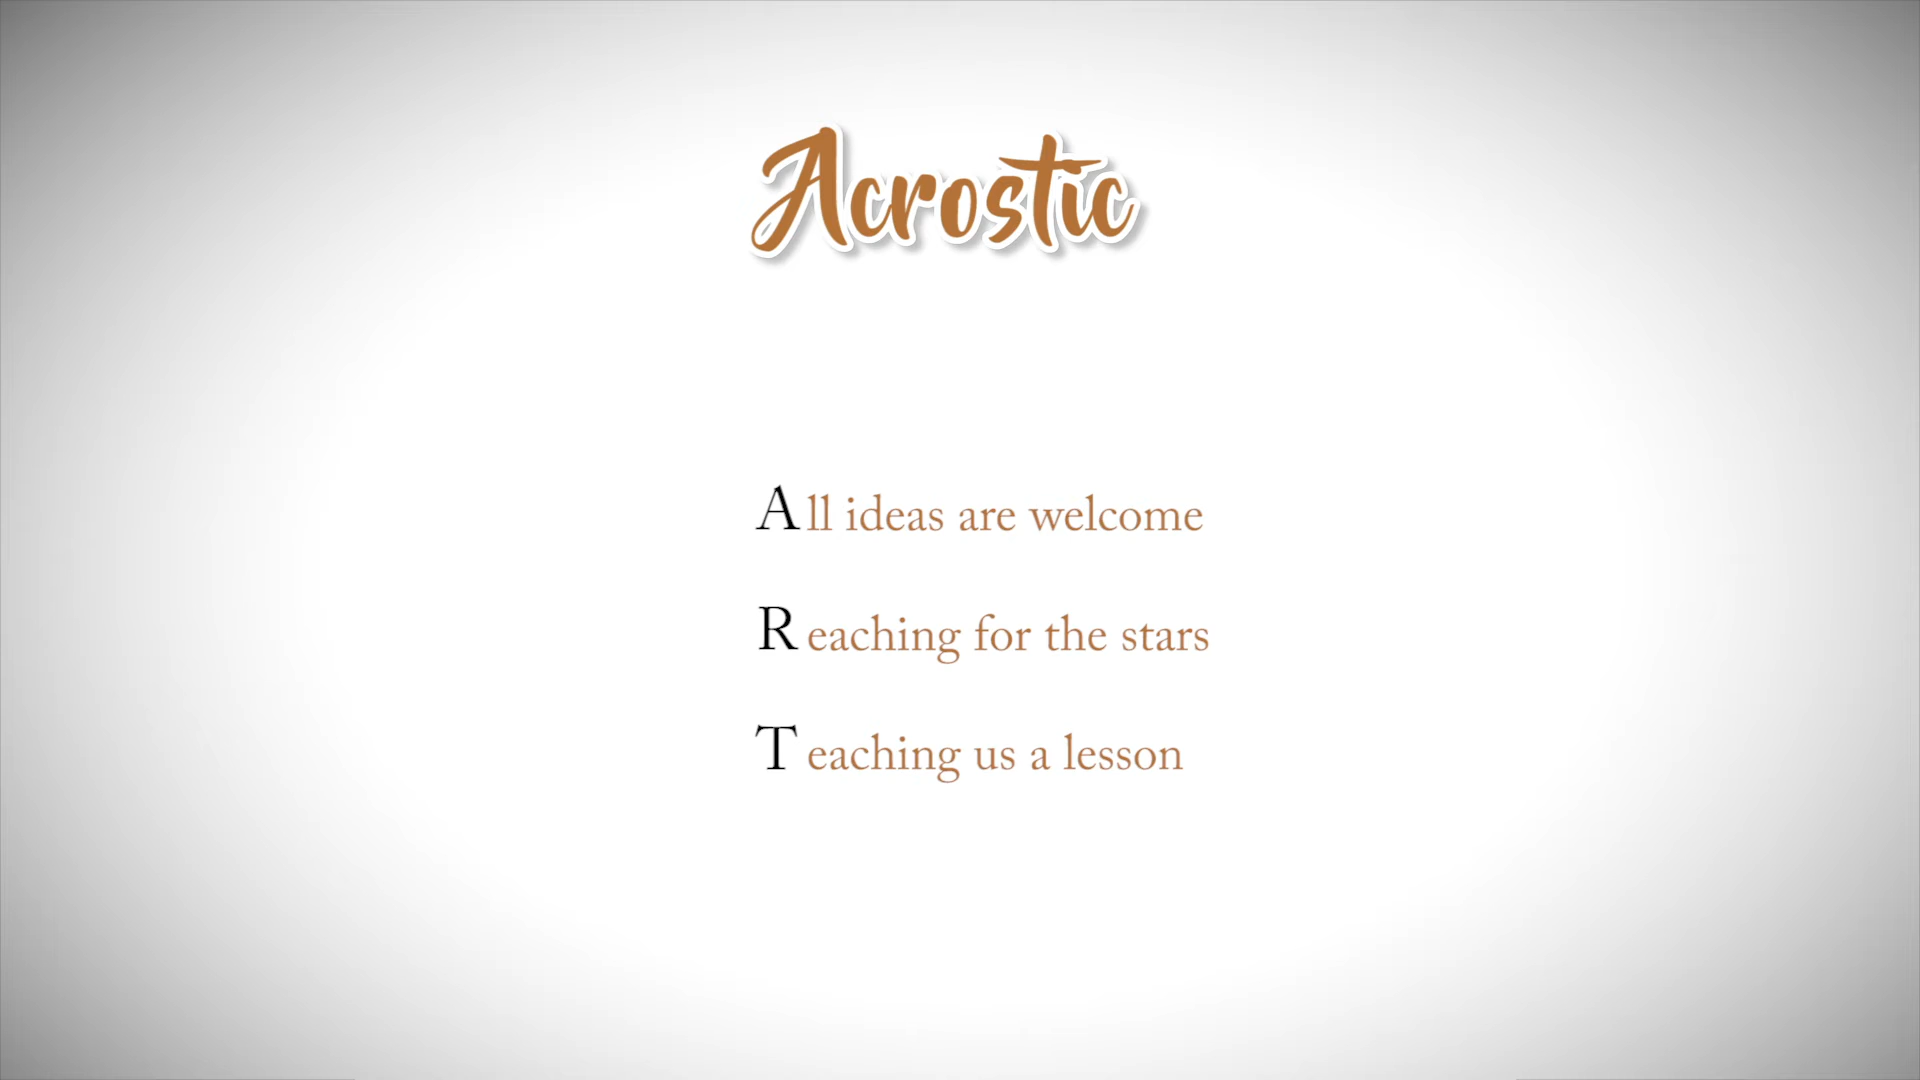 Acrostic
All ideas are welcome
Reaching for the stars
Teaching us a lesson